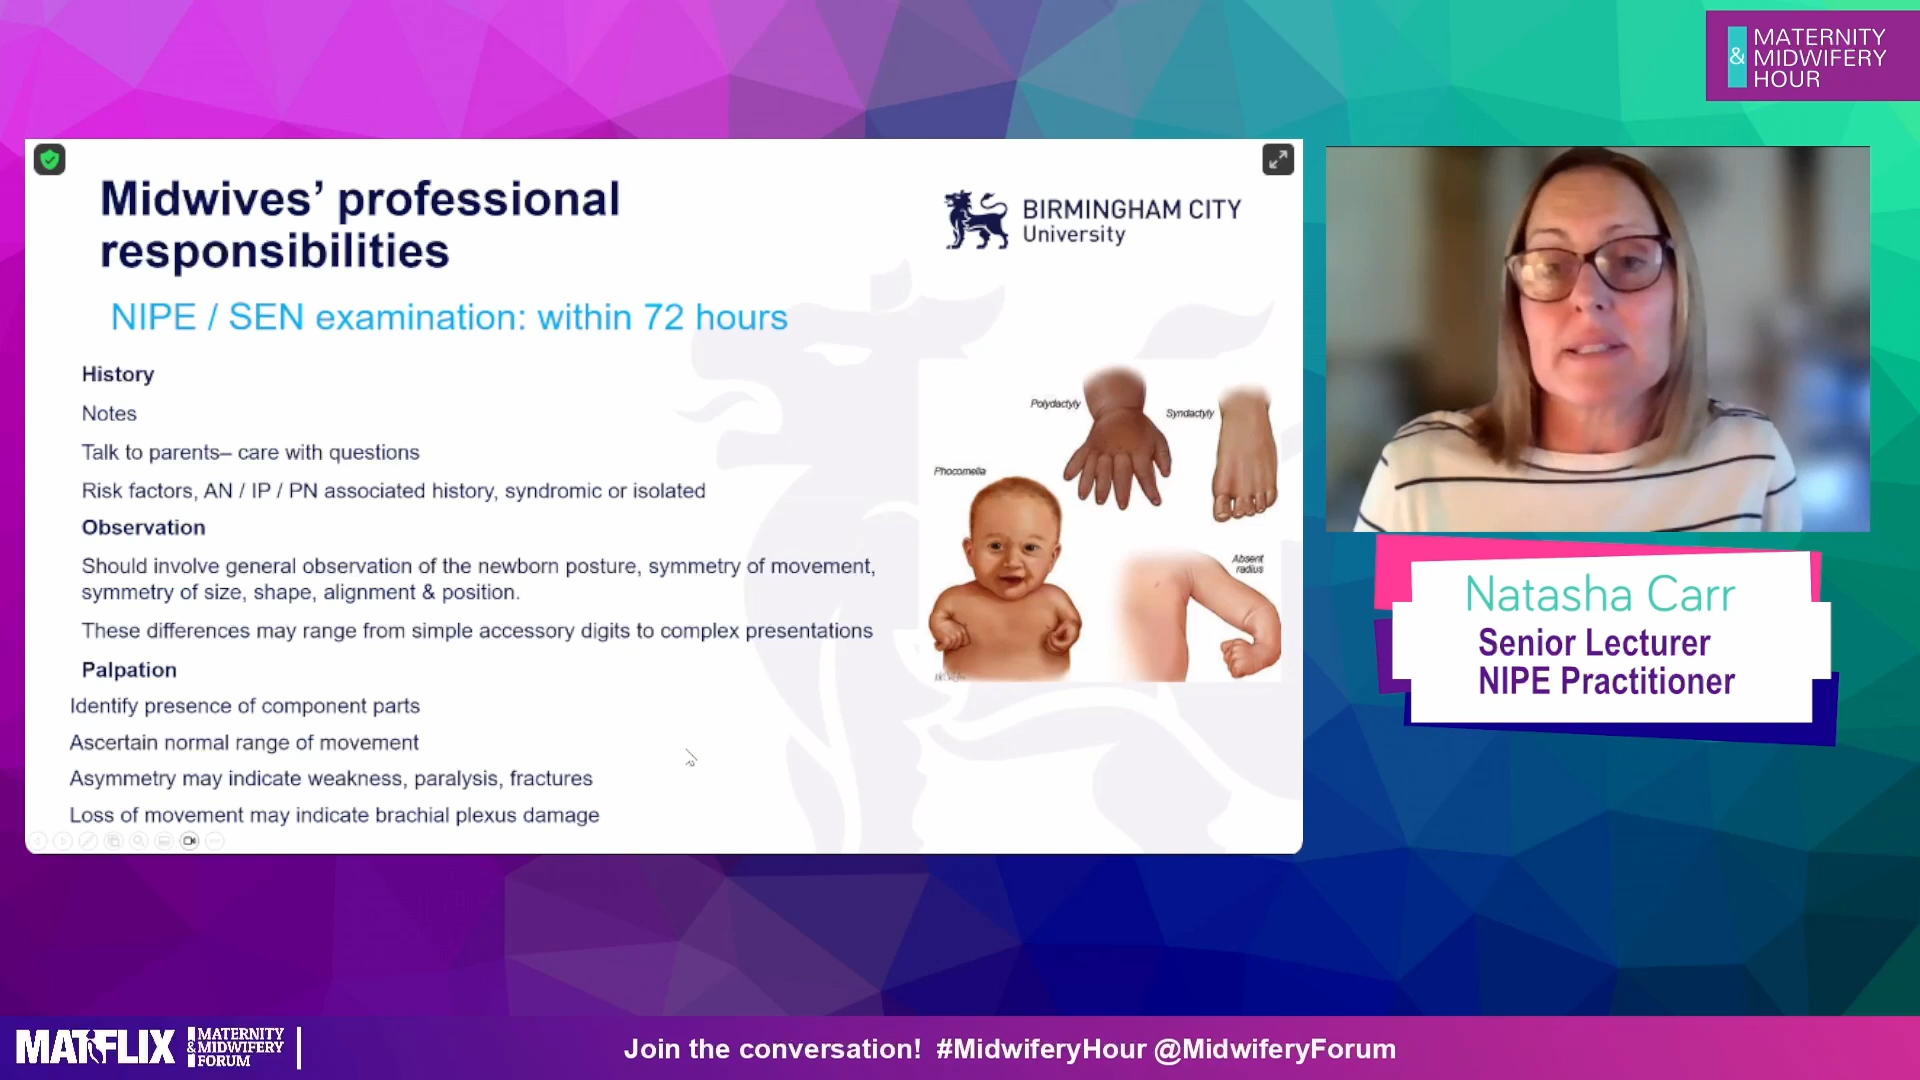 MATERNITY
& MIDWIFERY
HOUR
Midwives’ professional
responsibilities
BIRMINGHAM CITY
University
NIPE / SEN examination: within 72 hours
History
Notes
Talk to parents– care with questions
Risk factors, AN / IP / PN associated history, syndromic or isolated
Observation
Should involve general observation of the newborn posture, symmetry of movement,
symmetry of size, shape, alignment & position.
These differences may range from simple accessory digits to complex presentations
Palpation
Identify presence of component parts
Ascertain normal range of movement
Asymmetry may indicate weakness, paralysis, fractures
Loss of movement may indicate brachial plexus damage
Polydactyly
Syndactyly
Phocomelia
Absent
radius
Natasha Carr
Senior Lecturer
NIPE Practitioner
MATFLIX
MATERNITY
& MIDWIFERY
FORUM
Join the conversation! #MidwiferyHour @MidwiferyForum